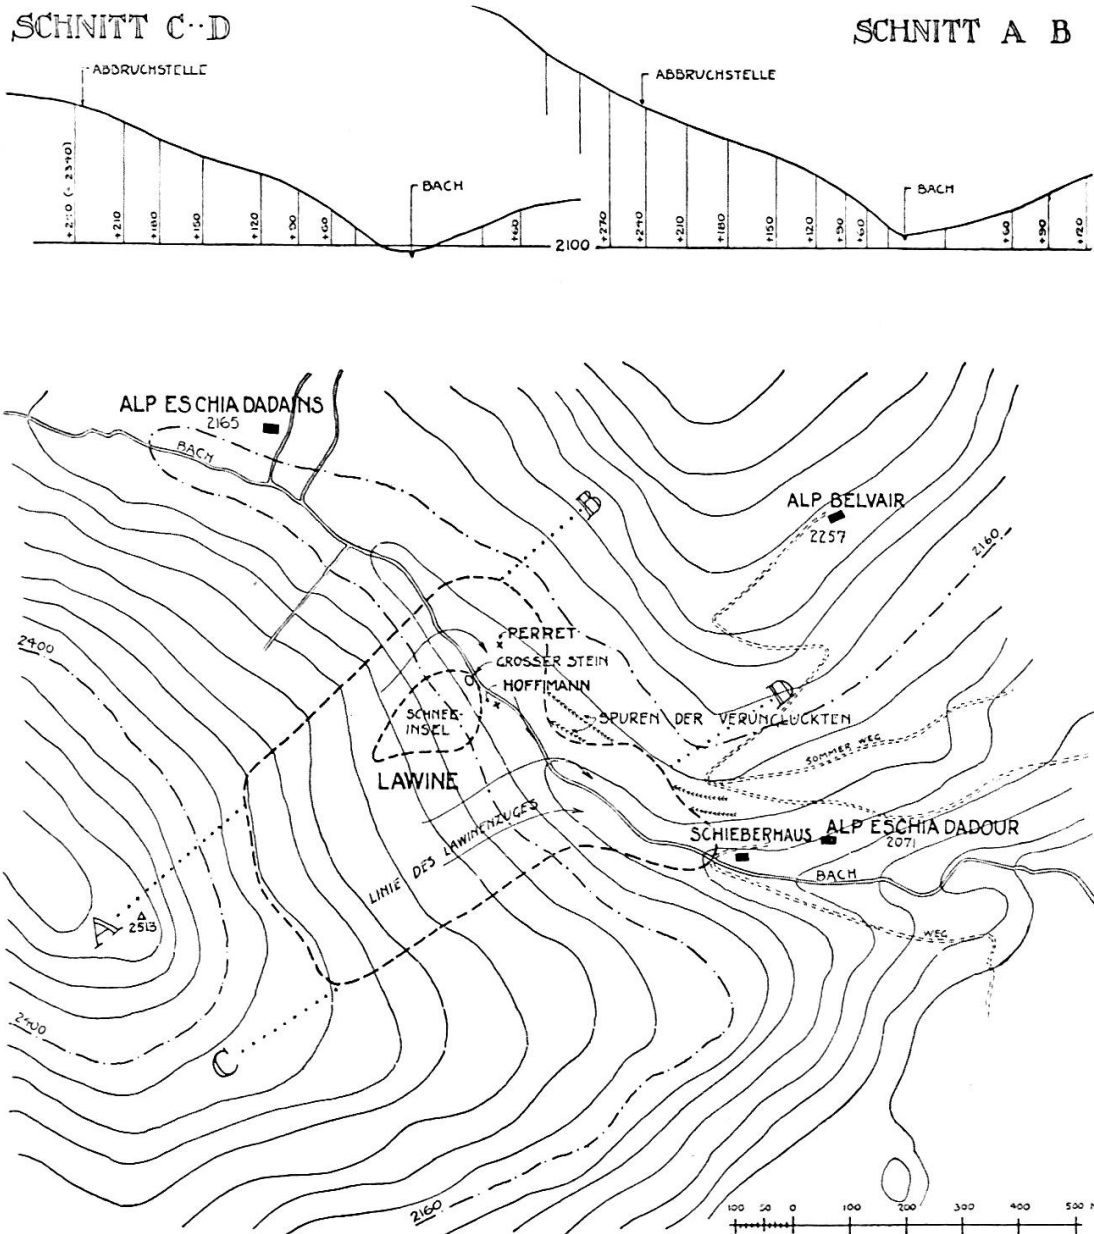 SCHNITT C--D
SCHNITT A B
ABBRUCHSTELLE
ABBRUCHSTELLE
BACH
BACH
+210
+180
+150
+120
+90
+60
+60
2100
+270
+240
+210
+180
+150
+120
+90
+60
+60
+90
+120
ALP ESCHIA DADAINS
2165
BACH
B
ALP BELVAIR
2257
2160
2400
PERRET
GROSSER STEIN
HOFFMANN
D
SCHNEE-
INSEL
SPUREN DER VERUNGLÜCKTEN
SOMMER WEG
LAWINE
LINIE DES LAWINENZUGES
SCHIEBERHAUS
ALP ESCHIA DADOUR
2071
BACH
A
2513
WEG
2400
C
2160
100 50 0 100 200 300 400 500